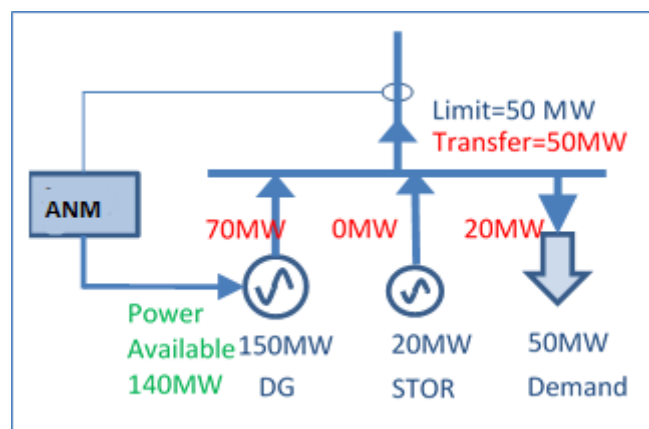 Limit=50 MW
Transfer=50MW
ANM
70MW
0MW
20MW
Power
Available
140MW
150MW
DG
20MW
STOR
50MW
Demand